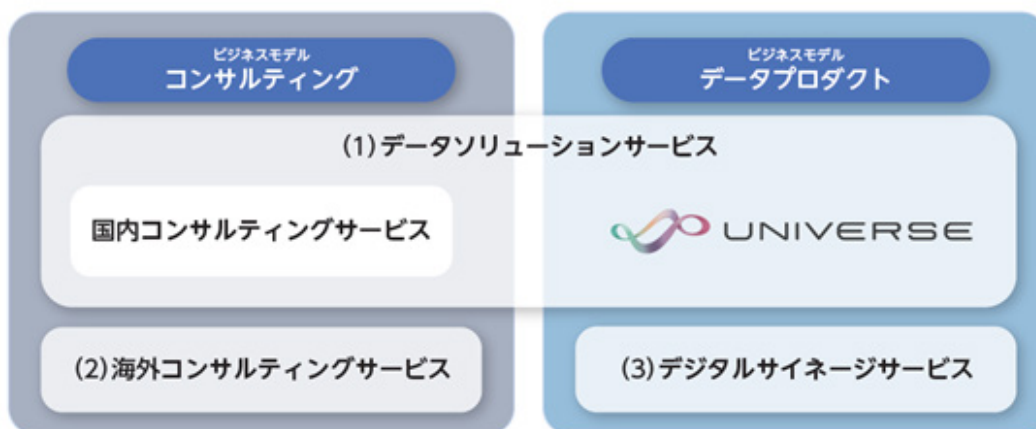 ビジネスモデル
コンサルティング
ビジネスモデル
データプロダクト
(1)データソリューションサービス
国内コンサルティングサービス
UNIVERSE
(2)海外コンサルティングサービス
(3)デジタルサイネージサービス